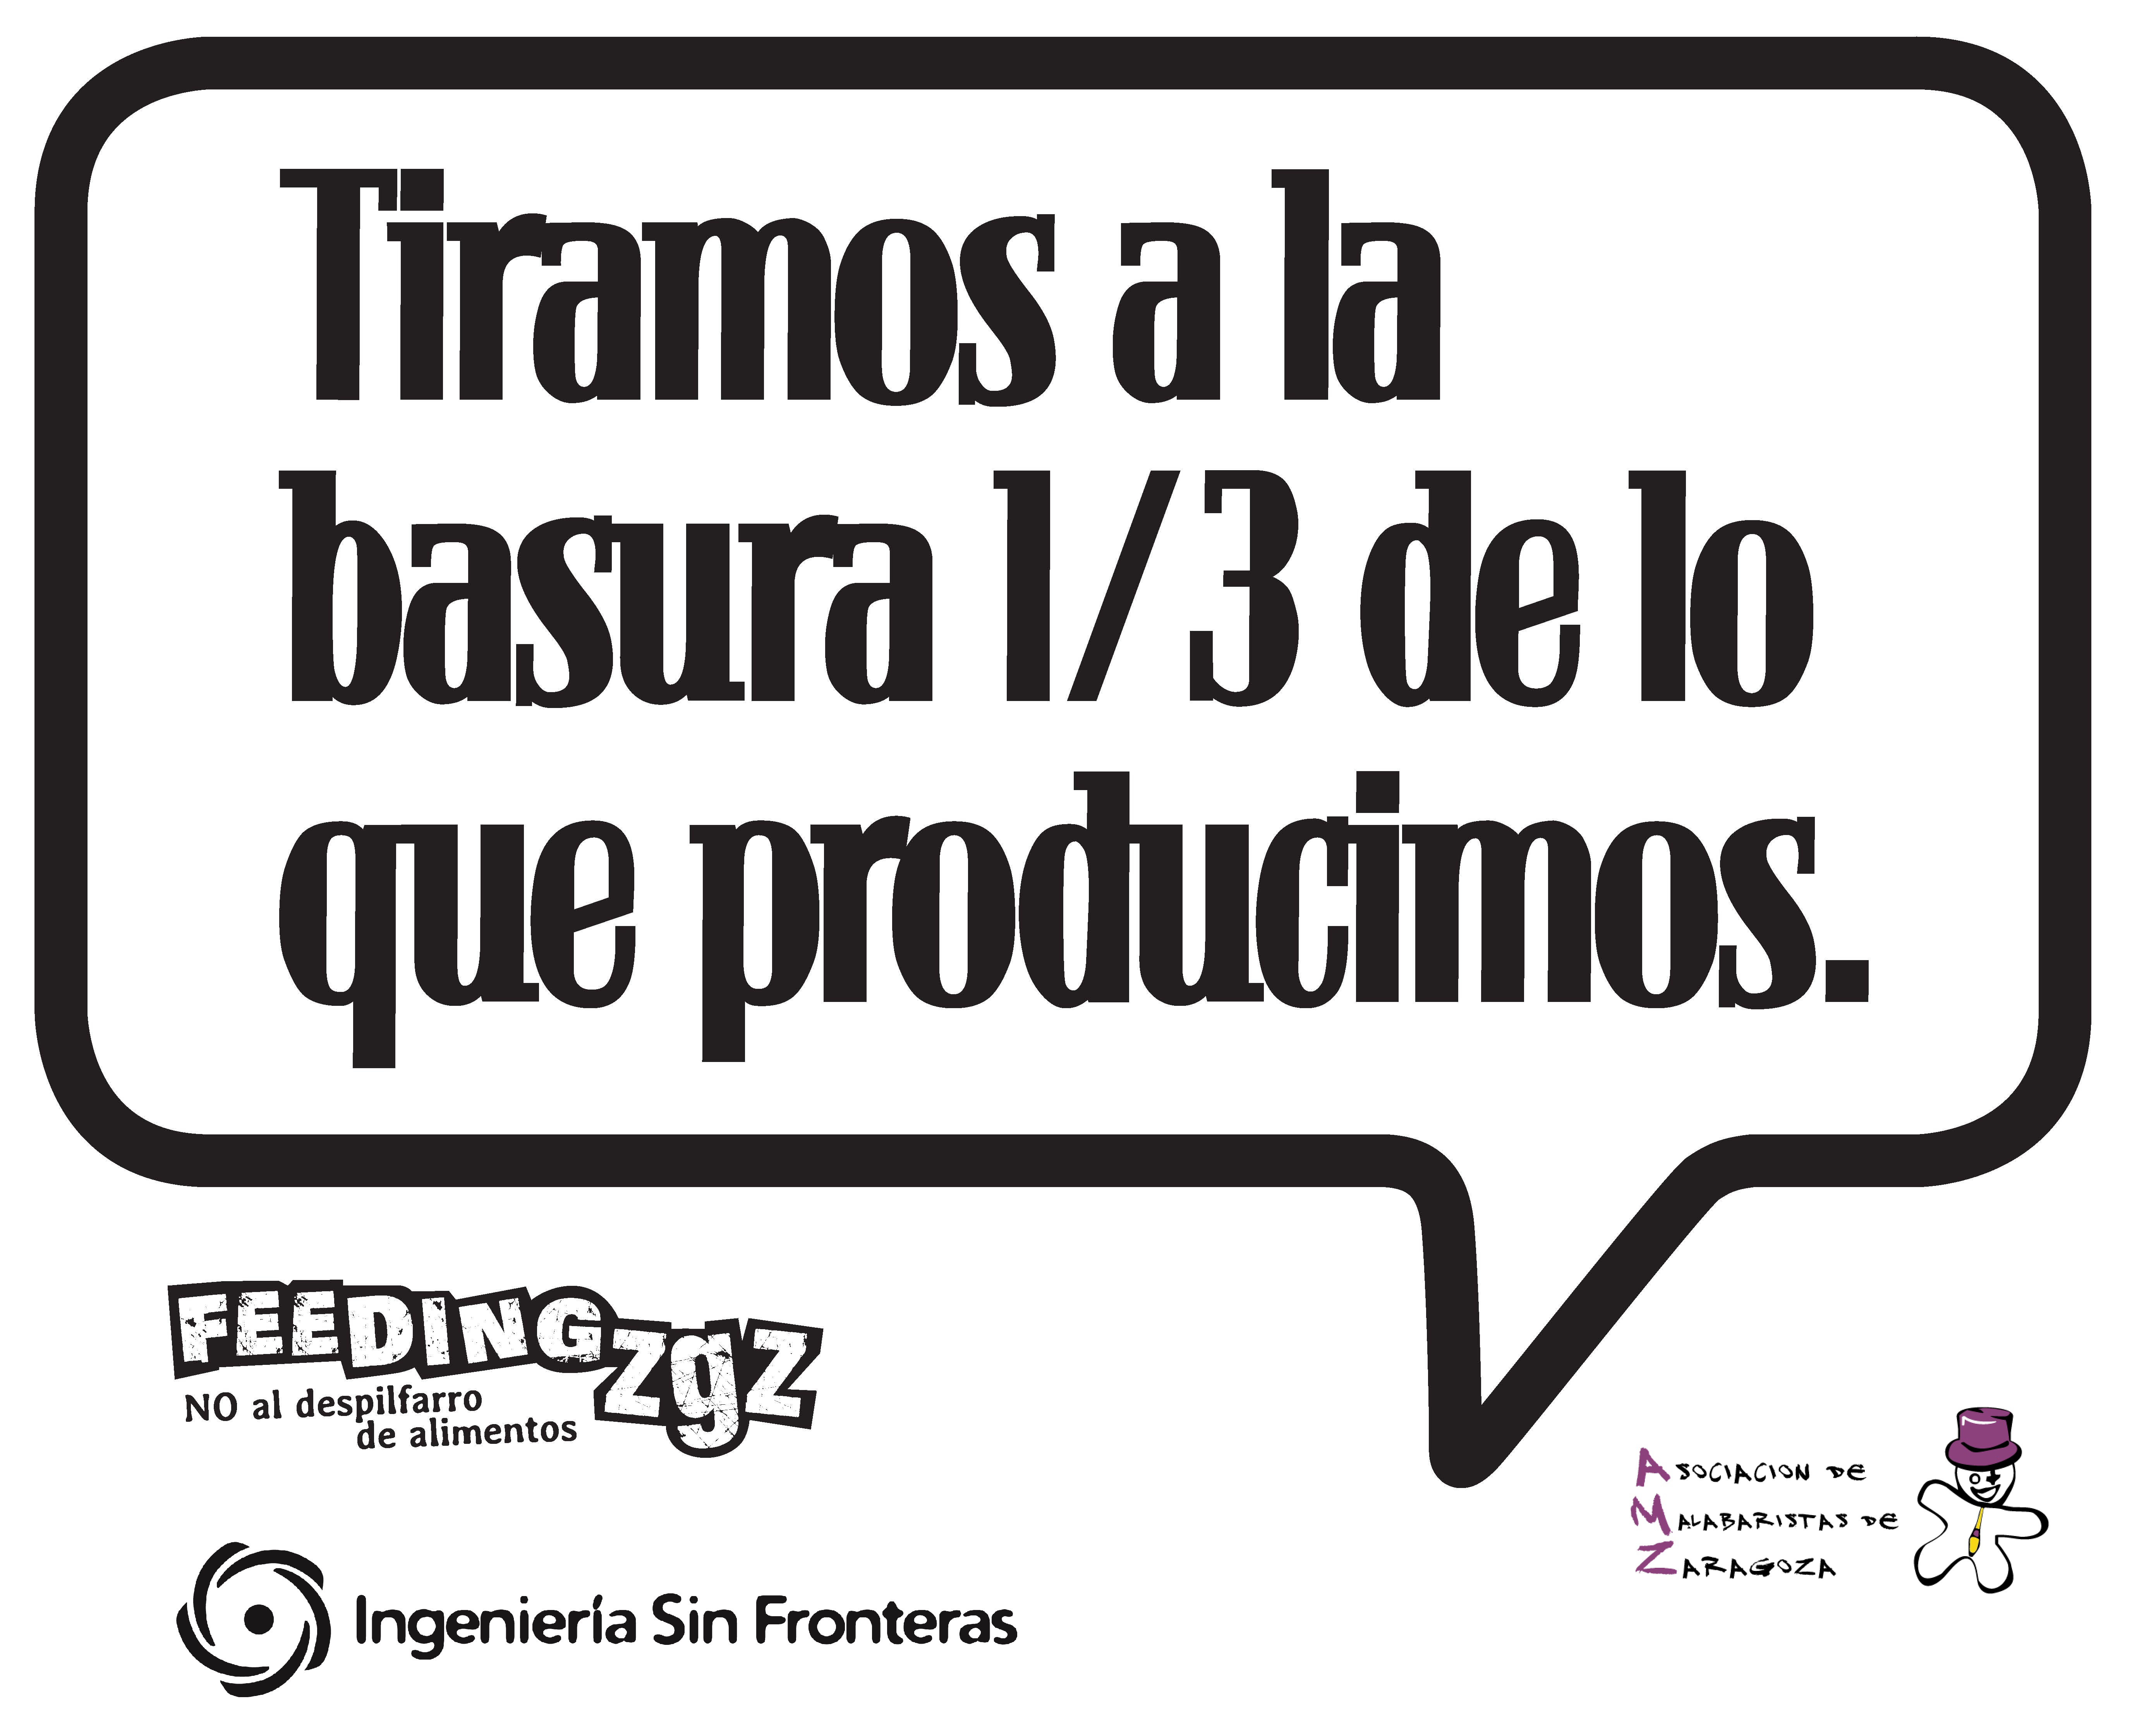 Tiramos a la
basura 1/3 de lo
que producimos.
FEEDING zgz
NO al despilfarro
de alimentos
Ingeniería Sin Fronteras
ASOCIACION DE
MALABARISTAS DE
ZARAGOZA